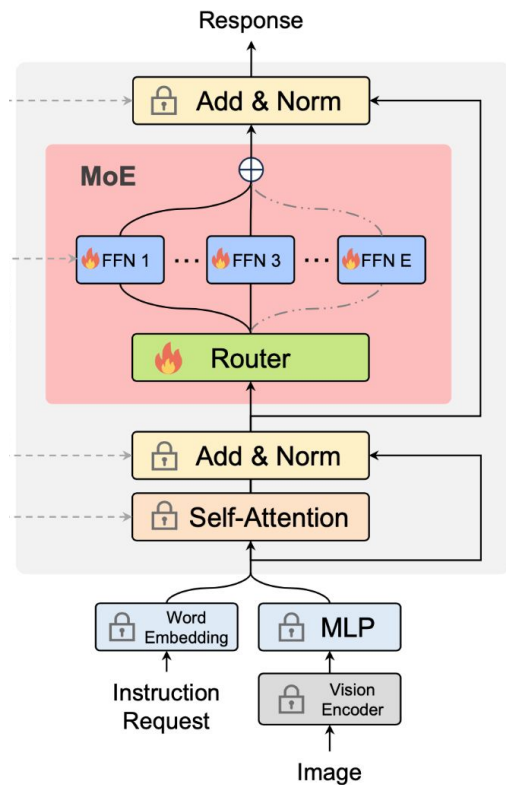 Response
Add & Norm
MoE
FFN 1 ... FFN 3 ... FFN E
Router
Add & Norm
Self-Attention
Word
Embedding
MLP
Instruction
Request
Vision
Encoder
Image